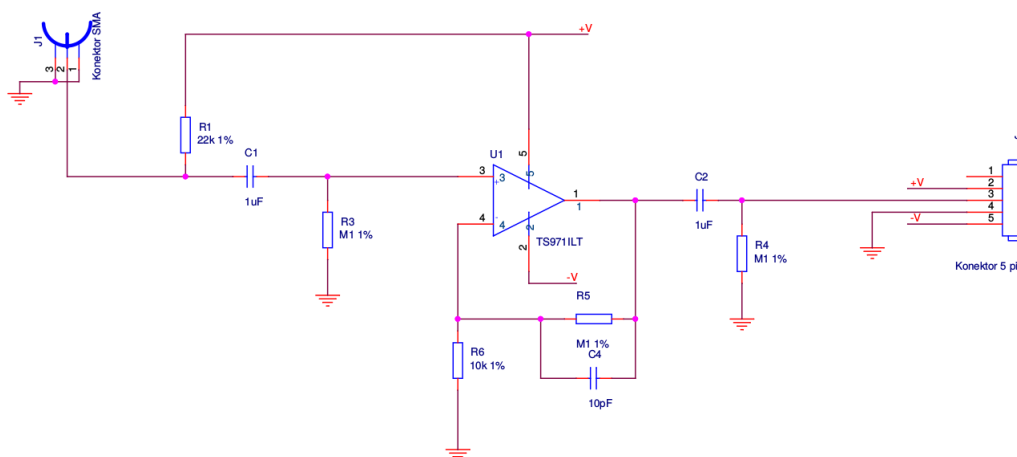 J1
Konektor SMA
3
2
1
+V
R1
22k 1%
C1
1uF
R3
M1 1%
U1
5
5
3
+
3
4
-
4
1
1
2
2
TS971ILT
-V
C2
1uF
R4
M1 1%
R5
M1 1%
C4
10pF
R6
10k 1%
1
+V
2
3
4
-V
5
Konektor 5 pi